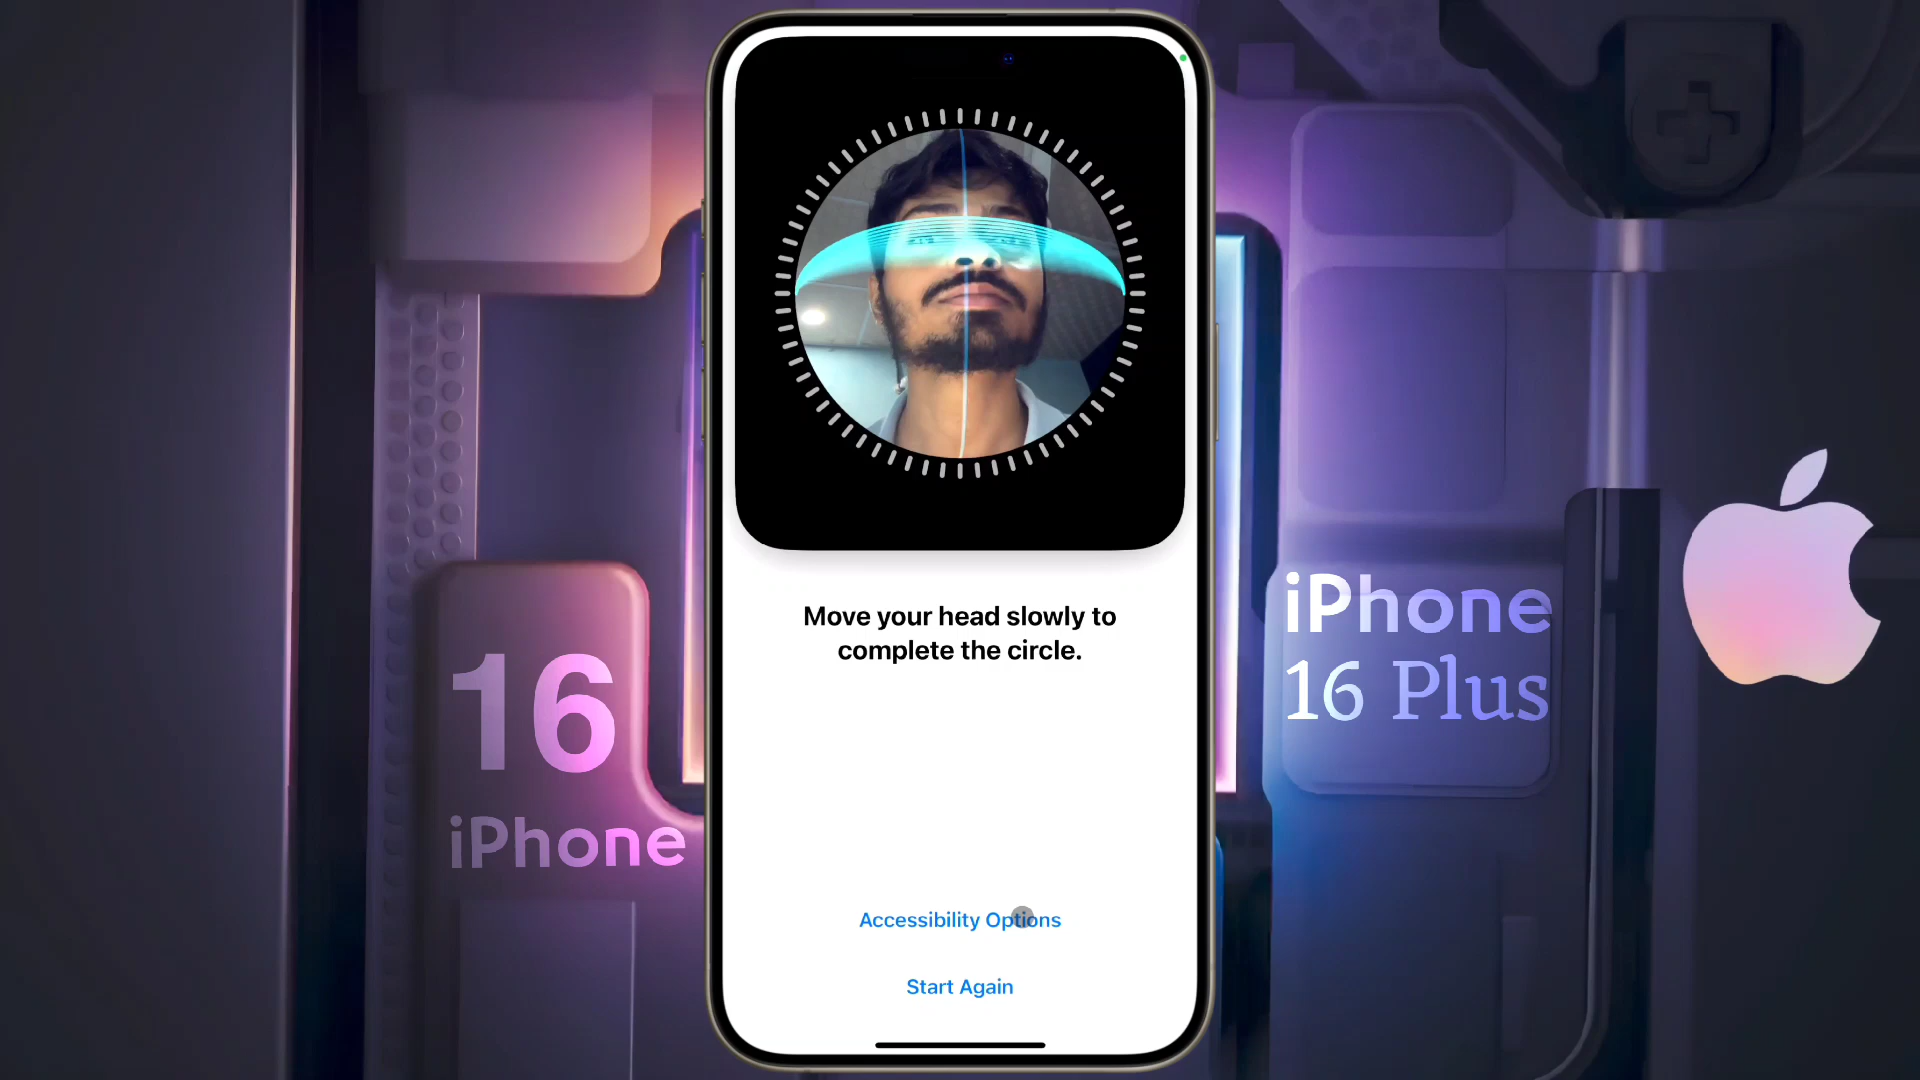 Move your head slowly to
complete the circle.
Accessibility Options
Start Again
16
iPhone
iPhone
16 Plus